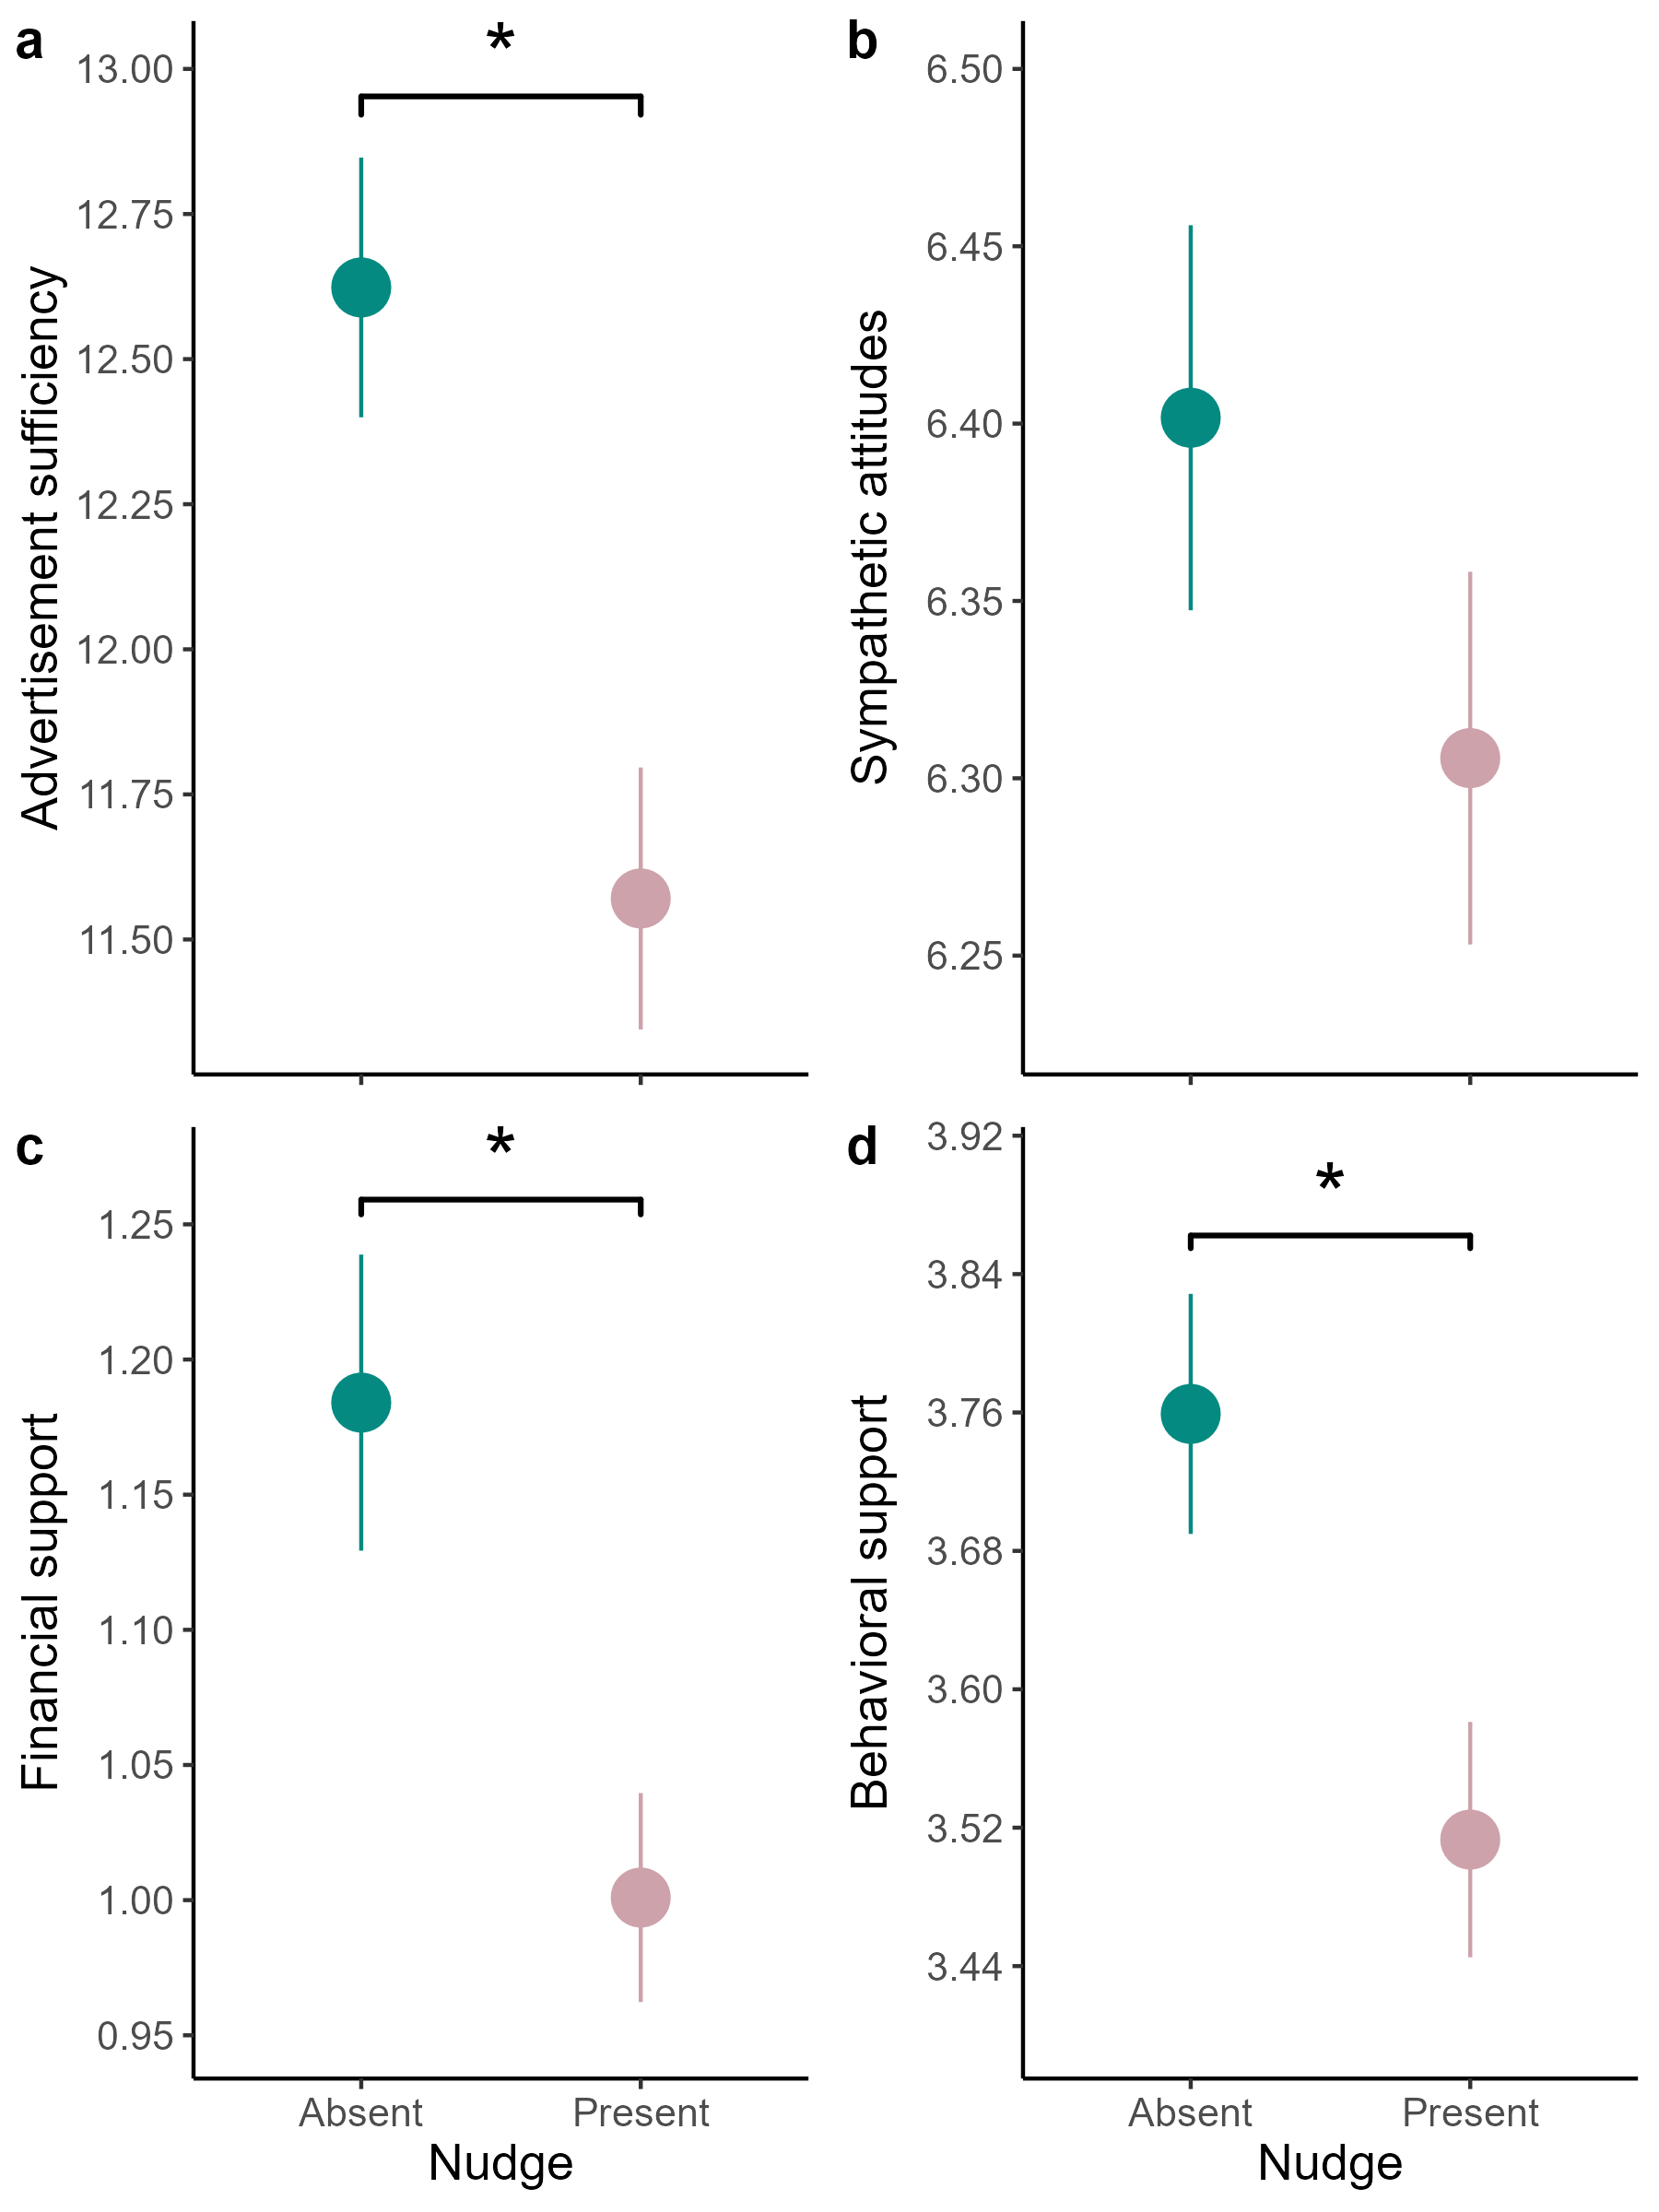 a
*
13.00
12.75
12.50
12.25
12.00
11.75
11.50
Advertisement sufficiency
b
6.50
6.45
6.40
6.35
6.30
6.25
Sympathetic attitudes
c
*
1.25
1.20
1.15
1.10
1.05
1.00
0.95
Financial support
Absent Present
Nudge
d
*
3.92
3.84
3.76
3.68
3.60
3.52
3.44
Behavioral support
Absent Present
Nudge